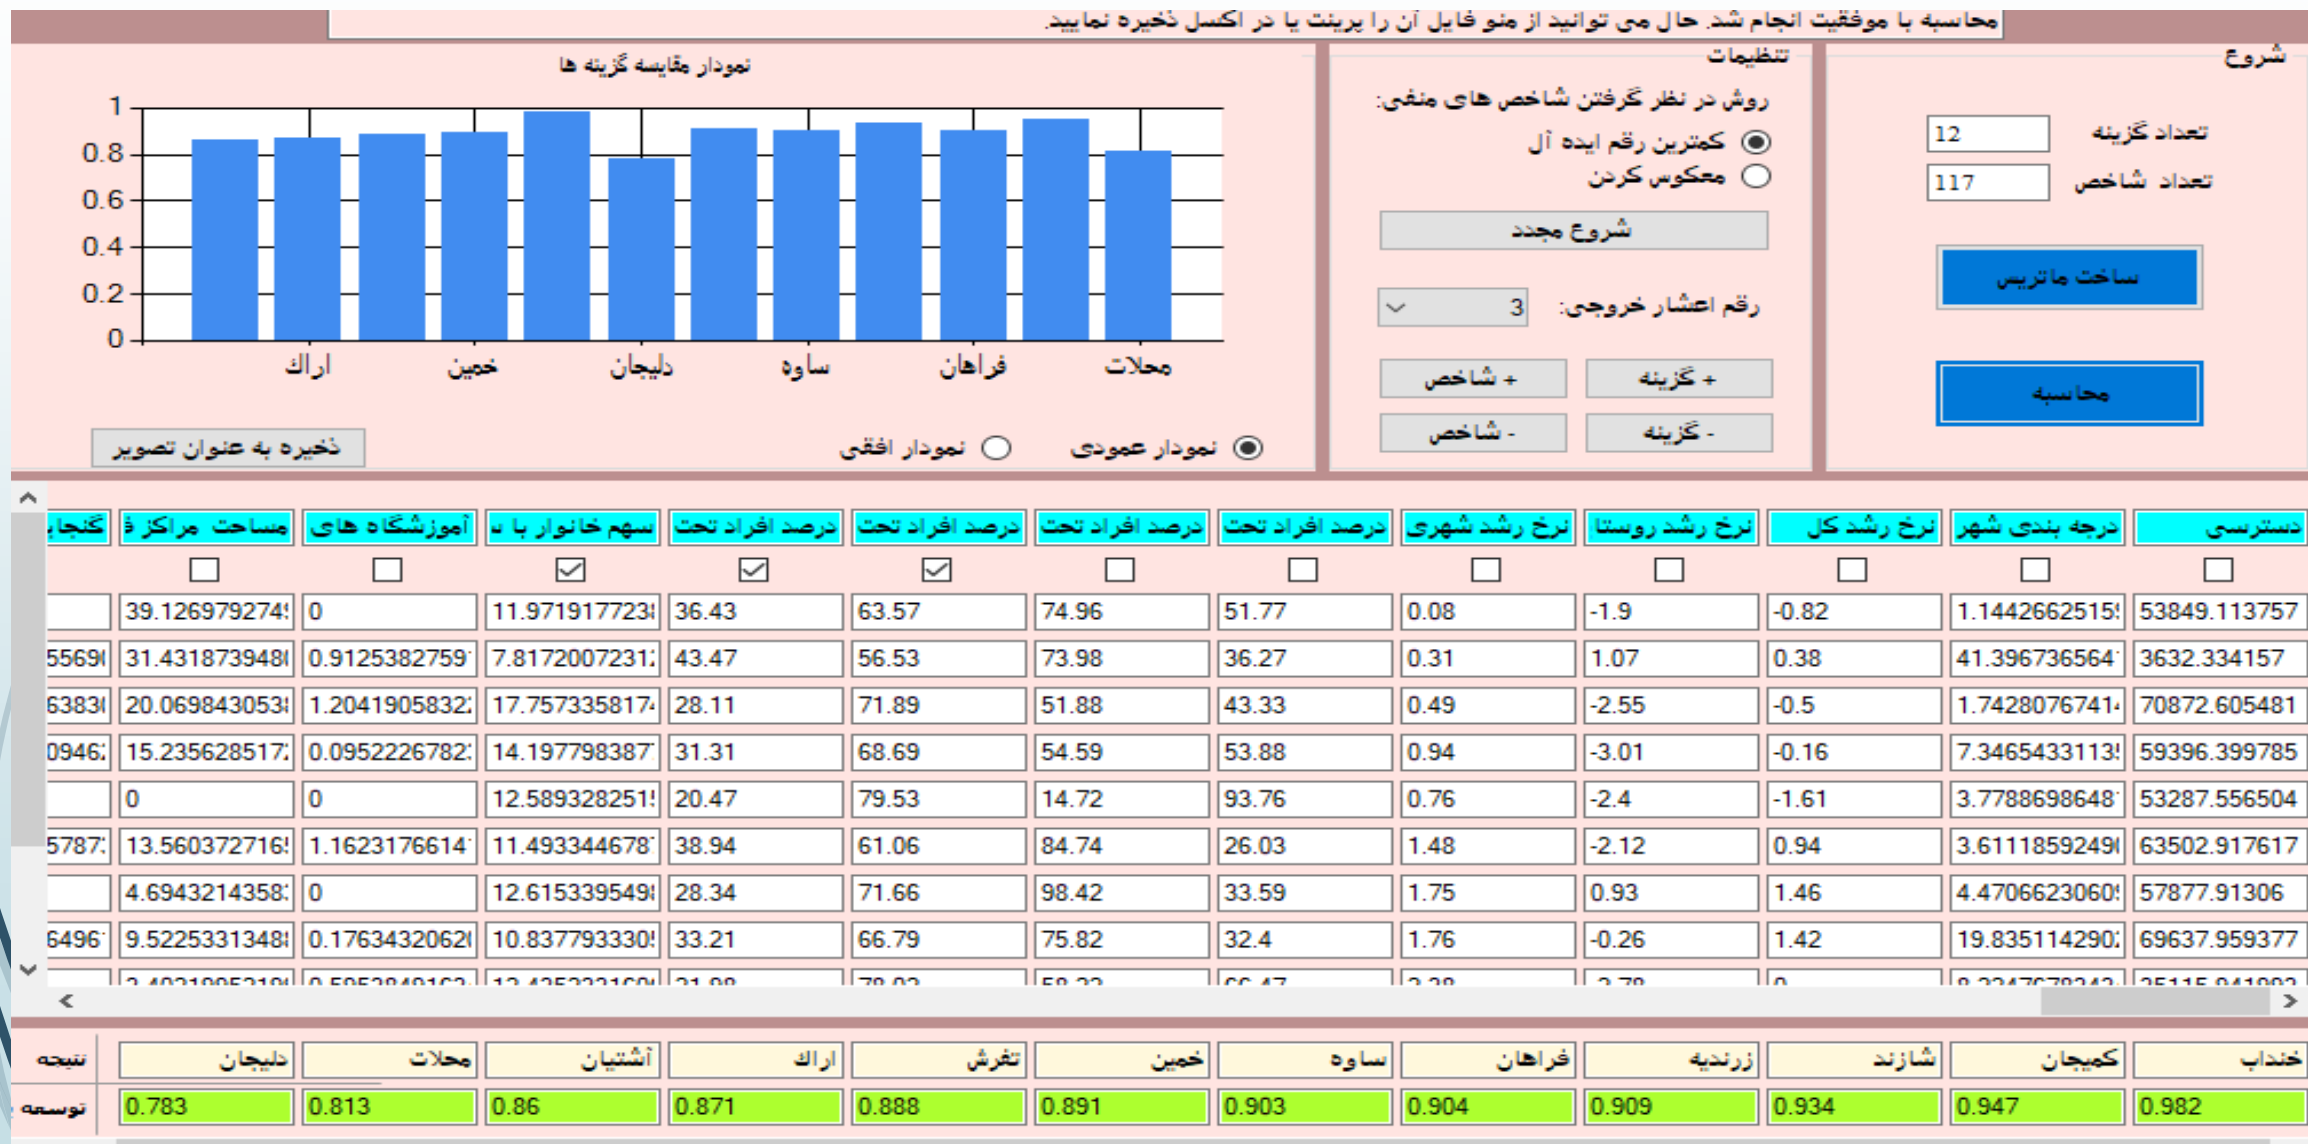 محاسبه با موفقیت انجام شد. حال می توانید از منو فایل آن را پرینت یا در اکسل ذخیره نمایید.
شروع
تعداد گزینه 12
تعداد شاخص 117
ساخت ماتریس
محاسبه
تنظیمات
روش در نظر گرفتن شاخص های منفی:
کمترین رقم ایده آل
معکوس کردن
شروع مجدد
رقم اعشار خروجی: 3
+ گزینه + شاخص
- گزینه - شاخص
نمودار مقایسه گزینه ها
1
0.8
0.6
0.4
0.2
0
اراك خمین دلیجان ساوه فراهان محلات
نمودار عمودی نمودار افقی ذخیره به عنوان تصویر
دسترسی درجه بندی شهر نرخ رشد کل نرخ رشد روستا نرخ رشد شهری درصد افراد تحت درصد افراد تحت درصد افراد تحت درصد افراد تحت سهم خانوار با آموزشگاه های مساحت مراکز
53849.113757 1.1442662515 -0.82 -1.9 0.08 51.77 74.96 63.57 36.43 11.971917723 0 39.126979274
3632.334157 41.396736564 0.38 1.07 0.31 36.27 73.98 56.53 43.47 7.8172007231 0.9125382759 31.431873948
70872.605481 1.7428076741 -0.5 -2.55 0.49 43.33 51.88 71.89 28.11 17.757335817 1.2041905832 20.069843053
59396.399785 7.3465433113 -0.16 -3.01 0.94 53.88 54.59 68.69 31.31 14.197798387 0.0952226782 15.235628517
53287.556504 3.7788698648 -1.61 -2.4 0.76 93.76 14.72 79.53 20.47 12.589328251 0 0
63502.917617 3.6111859249 0.94 -2.12 1.48 26.03 84.74 61.06 38.94 11.493344678 1.1623176614 13.560372716
57877.91306 4.4706623060 1.46 0.93 1.75 33.59 98.42 71.66 28.34 12.615339549 0 4.6943214358
69637.959377 19.835114290 1.42 -0.26 1.76 32.4 75.82 66.79 33.21 10.837793330 0.1763432062 9.5225331348
خنداب کمیجان شازند زرندیه فراهان ساوه خمین تفرش اراك آشتیان محلات دلیجان نتیجه
0.982 0.947 0.934 0.909 0.904 0.903 0.891 0.888 0.871 0.86 0.813 0.783 توسعه